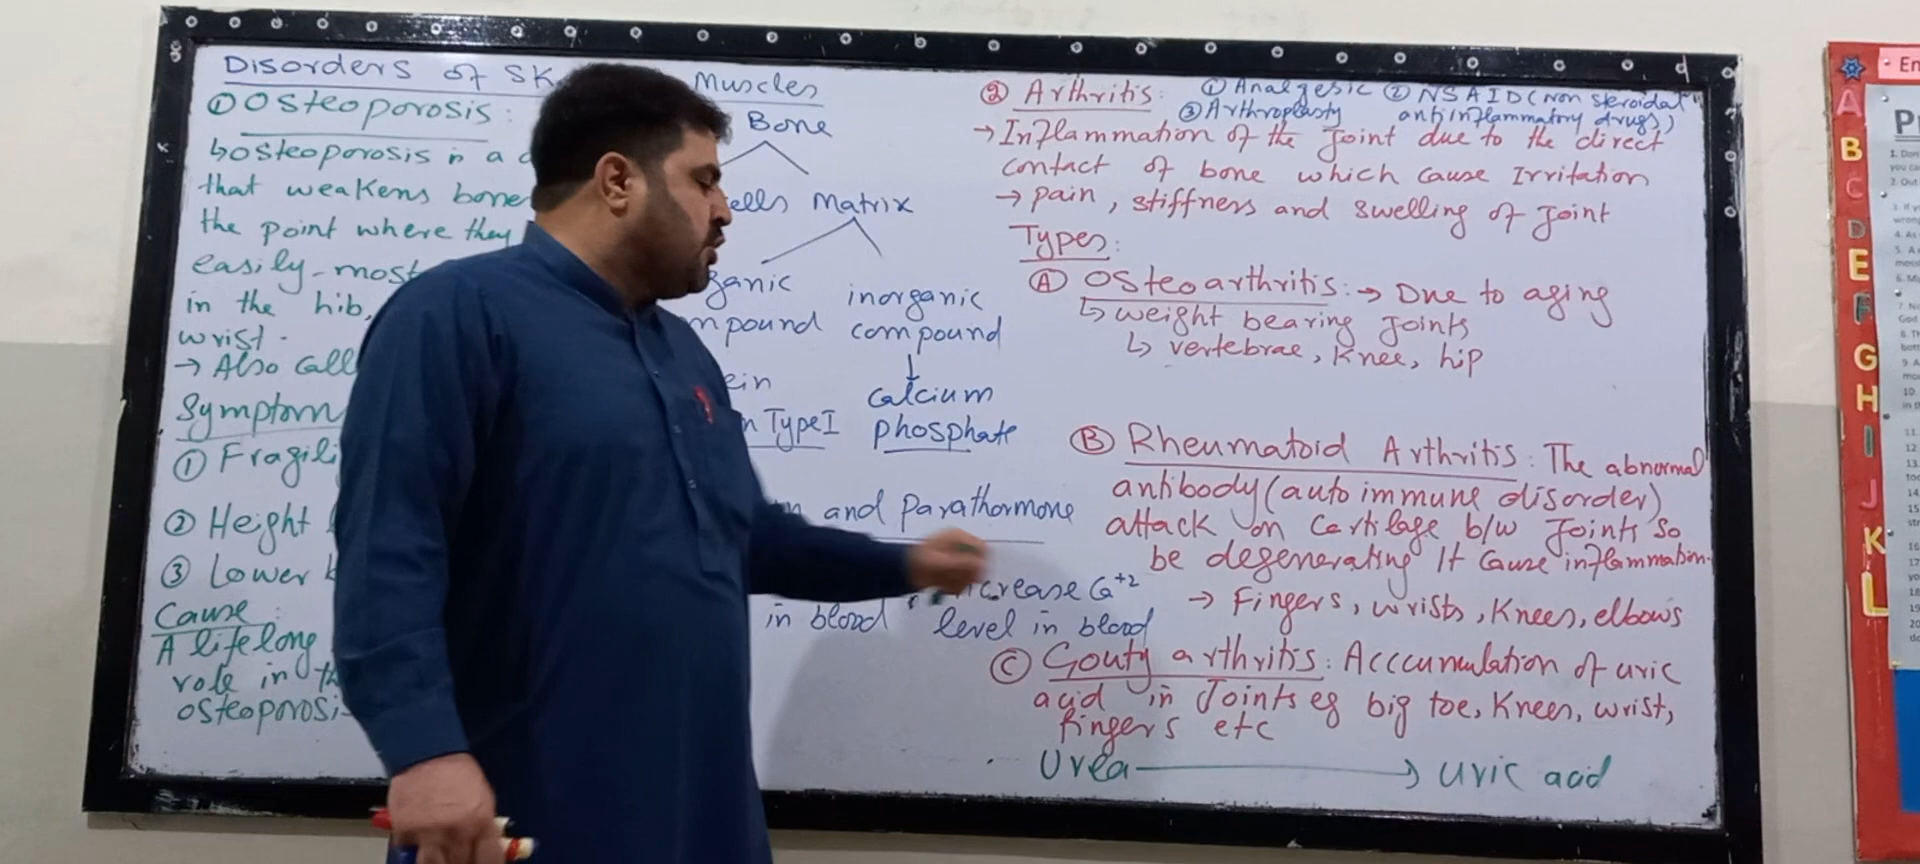 Disorders of SK
Muscles
① Osteoporosis:
↳ osteoporosis is a
that weakens bone
the point where they
easily - most
in the hib,
wrist.
→ Also call
Symptom
① Fragili
② Height
③ Lower
Cause:
A lifelong
role in th
osteoporosi
Bone
ells Matrix
ganic
mpound
inorganic
compound
ein
Type I
calcium
phosphate
and Parathormone
in blood
crease Ca+2
level in blood
② Arthritis: ① Analgesic ② NSAID (non steroidal
③ Arthroplasty antiinflammatory drugs)
→ Inflammation of the Joint due to the direct
contact of bone which cause Irritation
→ pain, stiffness and swelling of Joint
Types:
Ⓐ Osteoarthritis: → Due to aging
↳ weight bearing Joints
↳ vertebrae, Knee, hip
Ⓑ Rheumatoid Arthritis: The abnormal
antibody (auto immune disorder)
attack on Cartilage b/w Joints so
be degenerating It cause inflammation.
→ Fingers, wrists, Knees, elbows
Ⓒ Gouty arthritis: Acccumulation of uric
acid in Joints eg big toe, Knees, wrist,
fingers etc
Urea → uric acid
A
B
C
D
E
F
G
H
I
J
K
L